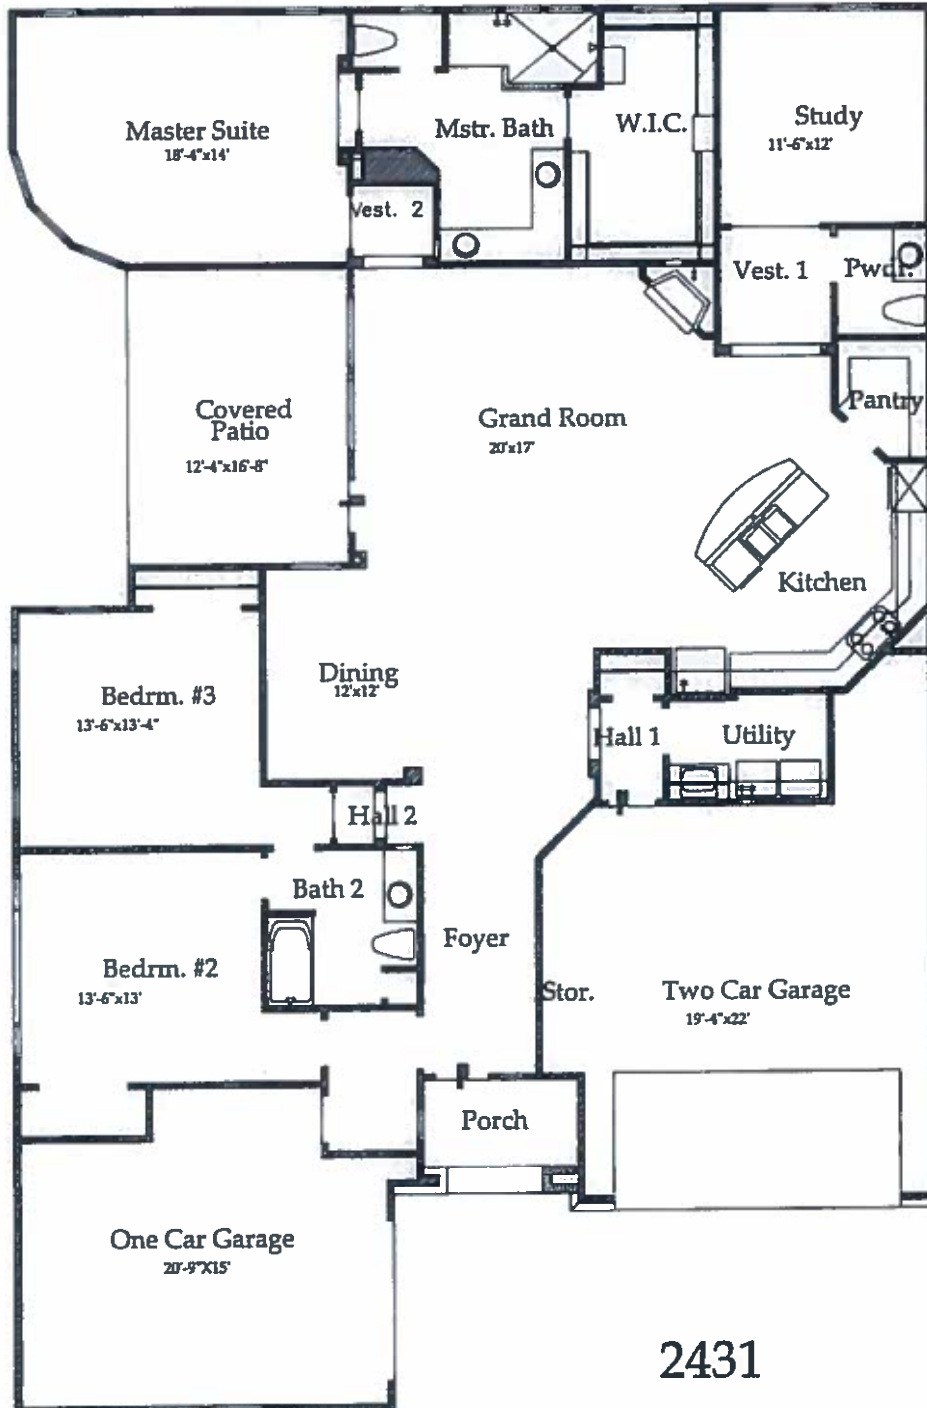 Master Suite
18'-4"x14'
Mstr. Bath
W.I.C.
Study
11'-6"x12'
Vest. 2
Vest. 1
Pwdr.
Covered
Patio
12'-4"x16'-8"
Grand Room
20'x17'
Pantry
Kitchen
Bedrm. #3
13'-6"x13'-4"
Dining
12'x12'
Hall 1
Utility
Hall 2
Bath 2
Foyer
Bedrm. #2
13'-6"x13'
Stor.
Two Car Garage
19'-4"x22'
Porch
One Car Garage
20'-9"X15'
2431